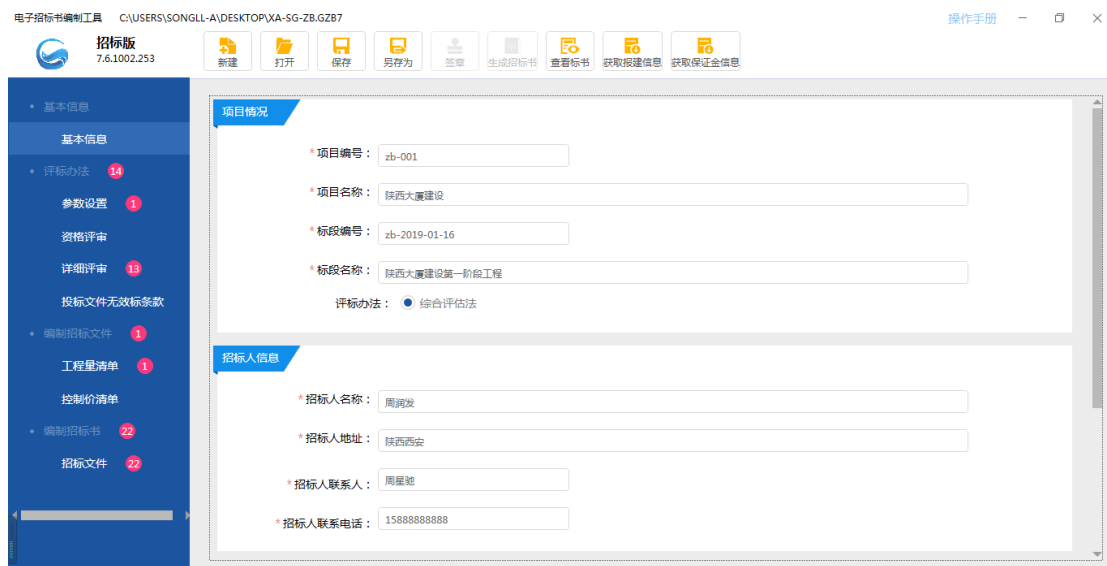 电子招标书编制工具 C:\USERS\SONGLL-A\DESKTOP\XA-SG-ZB.GZB7 操作手册
招标版
7.6.1002.253
新建 打开 保存 另存为 签章 生成招标书 查看标书 获取报建信息 获取保证金信息
基本信息
基本信息
评标办法 14
参数设置 1
资格评审
详细评审 13
投标文件无效标条款
编制招标文件 1
工程量清单 1
控制价清单
编制招标书 22
招标文件 22
项目情况
*项目编号： zb-001
*项目名称： 陕西大厦建设
*标段编号： zb-2019-01-16
*标段名称： 陕西大厦建设第一阶段工程
评标办法： 综合评估法
招标人信息
*招标人名称： 周润发
*招标人地址： 陕西西安
*招标人联系人： 周星驰
*招标人联系电话： 15888888888